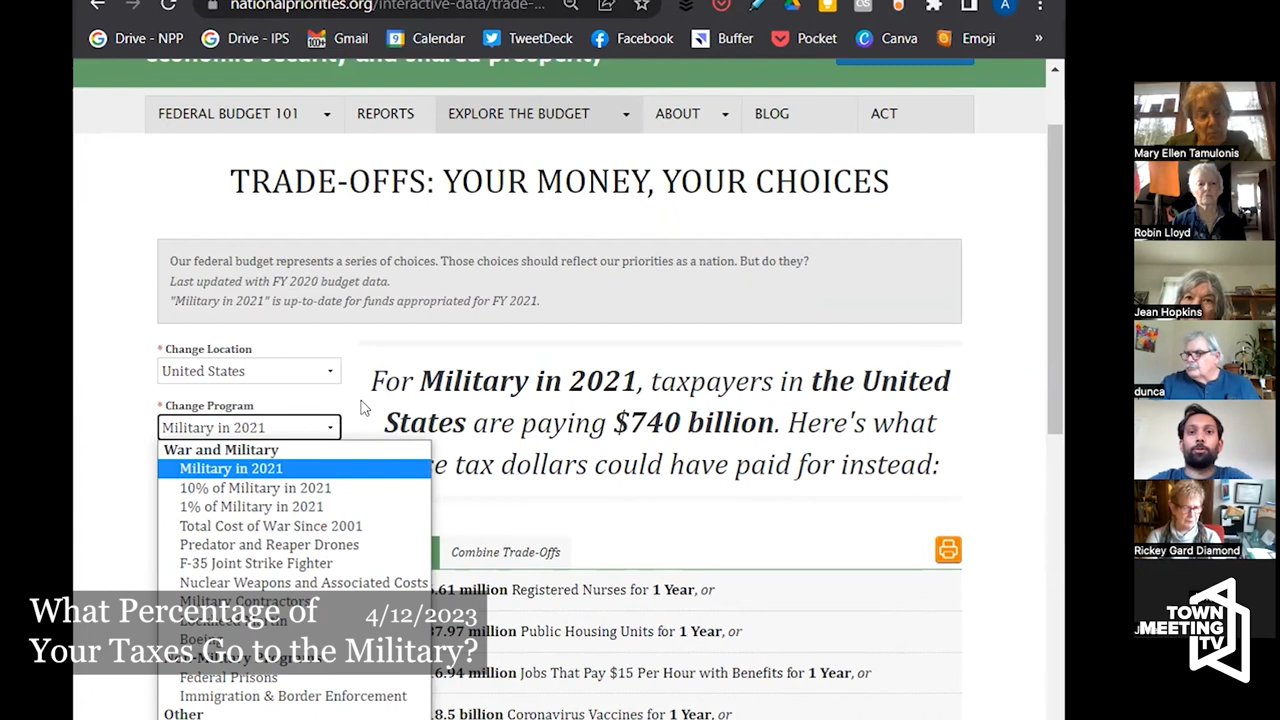 nationalpriorities.org/interactive-data/trade-...
Drive - NPP
Drive - IPS
Gmail
Calendar
TweetDeck
Facebook
Buffer
Pocket
Canva
Emoji
»
economic security and shared prosperity
FEDERAL BUDGET 101
REPORTS
EXPLORE THE BUDGET
ABOUT
BLOG
ACT
TRADE-OFFS: YOUR MONEY, YOUR CHOICES
Our federal budget represents a series of choices. Those choices should reflect our priorities as a nation. But do they?
Last updated with FY 2020 budget data.
"Military in 2021" is up-to-date for funds appropriated for FY 2021.
* Change Location
United States
* Change Program
Military in 2021
War and Military
Military in 2021
10% of Military in 2021
1% of Military in 2021
Total Cost of War Since 2001
Predator and Reaper Drones
F-35 Joint Strike Fighter
Nuclear Weapons and Associated Costs
Military Contractors
Boeing
Federal Prisons
Immigration & Border Enforcement
Other
For Military in 2021, taxpayers in the United
States are paying $740 billion. Here's what
tax dollars could have paid for instead:
Combine Trade-Offs
.61 million Registered Nurses for 1 Year, or
7.97 million Public Housing Units for 1 Year, or
6.94 million Jobs That Pay $15 Per Hour with Benefits for 1 Year, or
8.5 billion Coronavirus Vaccines for 1 Year, or
What Percentage of
Your Taxes Go to the Military?
4/12/2023
Mary Ellen Tamulonis
Robin Lloyd
Jean Hopkins
dunca
Rickey Gard Diamond
TOWN
MEETING
TV